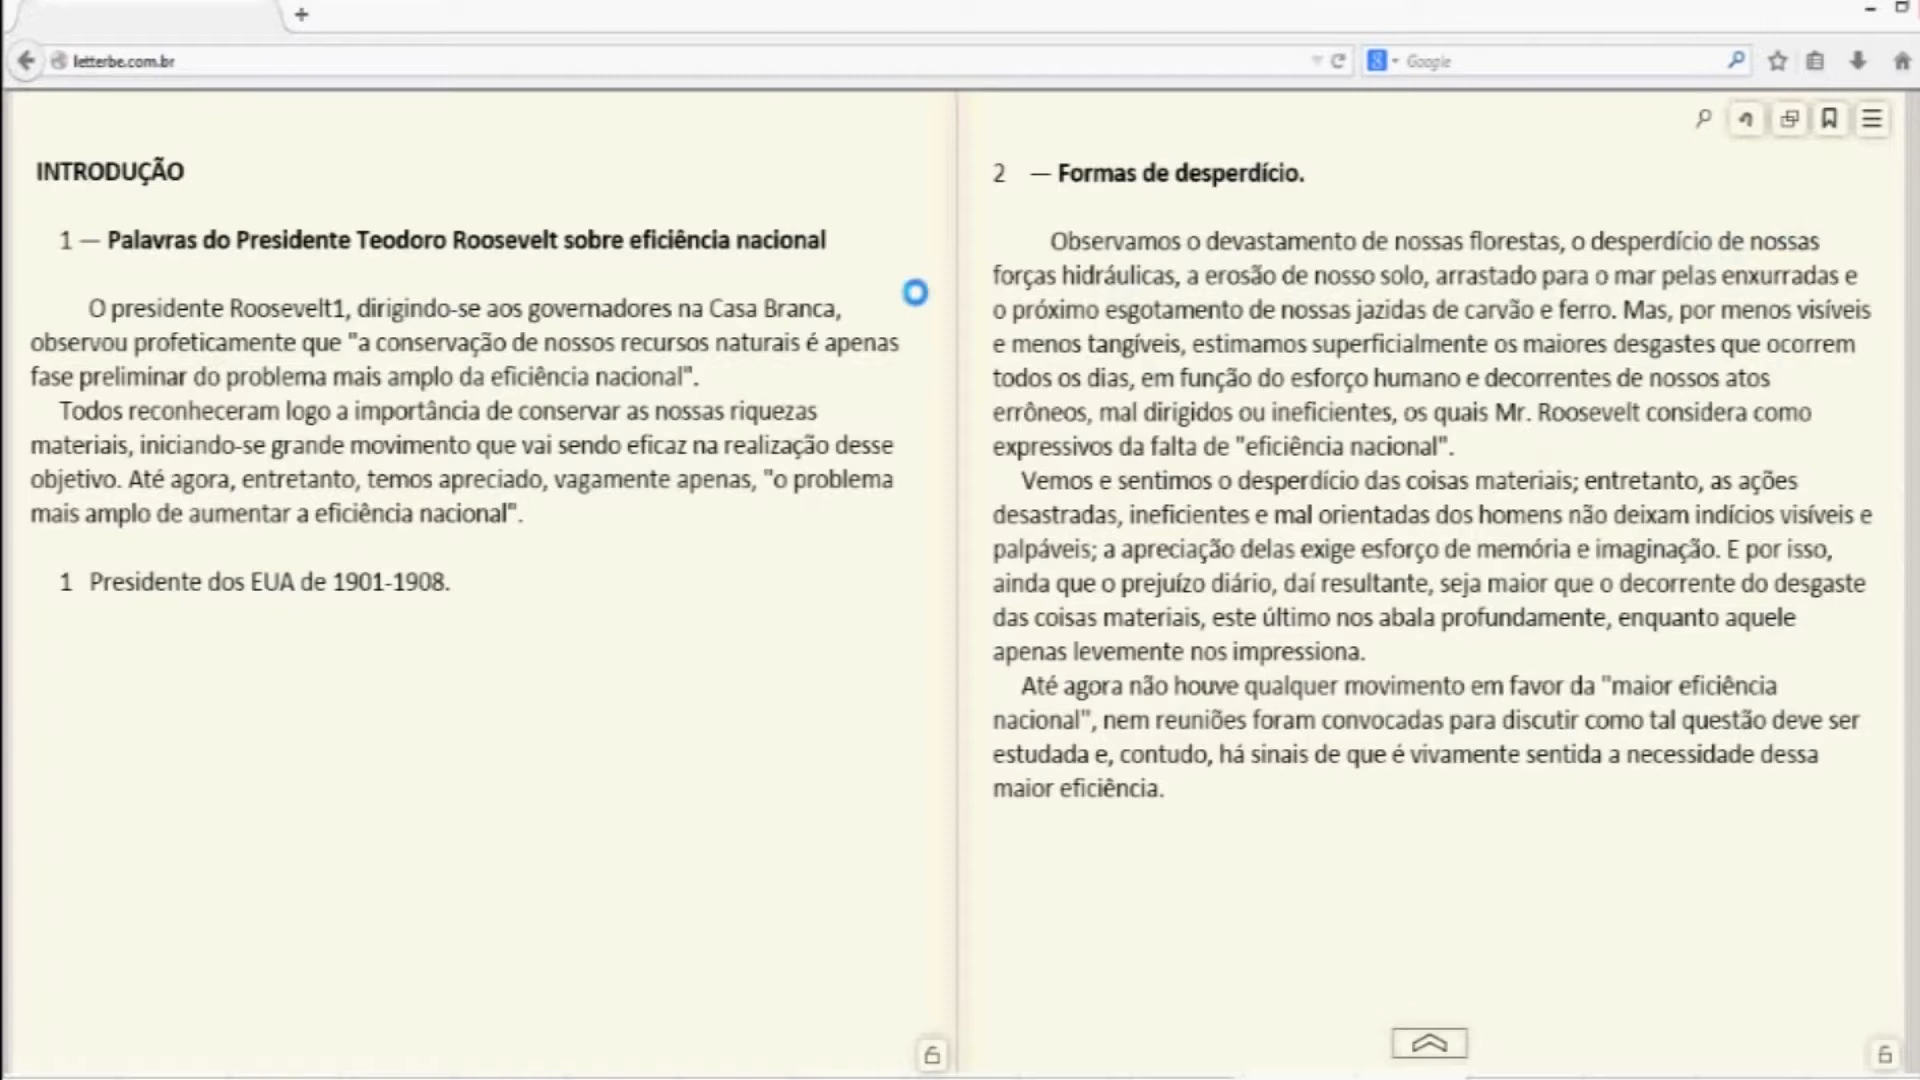 letterbe.com.br
Google
INTRODUÇÃO
1 — Palavras do Presidente Teodoro Roosevelt sobre eficiência nacional
O presidente Roosevelt1, dirigindo-se aos governadores na Casa Branca,
observou profeticamente que "a conservação de nossos recursos naturais é apenas
fase preliminar do problema mais amplo da eficiência nacional".
Todos reconheceram logo a importância de conservar as nossas riquezas
materiais, iniciando-se grande movimento que vai sendo eficaz na realização desse
objetivo. Até agora, entretanto, temos apreciado, vagamente apenas, "o problema
mais amplo de aumentar a eficiência nacional".
1 Presidente dos EUA de 1901-1908.
2 — Formas de desperdício.
Observamos o devastamento de nossas florestas, o desperdício de nossas
forças hidráulicas, a erosão de nosso solo, arrastado para o mar pelas enxurradas e
o próximo esgotamento de nossas jazidas de carvão e ferro. Mas, por menos visíveis
e menos tangíveis, estimamos superficialmente os maiores desgastes que ocorrem
todos os dias, em função do esforço humano e decorrentes de nossos atos
errôneos, mal dirigidos ou ineficientes, os quais Mr. Roosevelt considera como
expressivos da falta de "eficiência nacional".
Vemos e sentimos o desperdício das coisas materiais; entretanto, as ações
desastradas, ineficientes e mal orientadas dos homens não deixam indícios visíveis e
palpáveis; a apreciação delas exige esforço de memória e imaginação. E por isso,
ainda que o prejuízo diário, daí resultante, seja maior que o decorrente do desgaste
das coisas materiais, este último nos abala profundamente, enquanto aquele
apenas levemente nos impressiona.
Até agora não houve qualquer movimento em favor da "maior eficiência
nacional", nem reuniões foram convocadas para discutir como tal questão deve ser
estudada e, contudo, há sinais de que é vivamente sentida a necessidade dessa
maior eficiência.